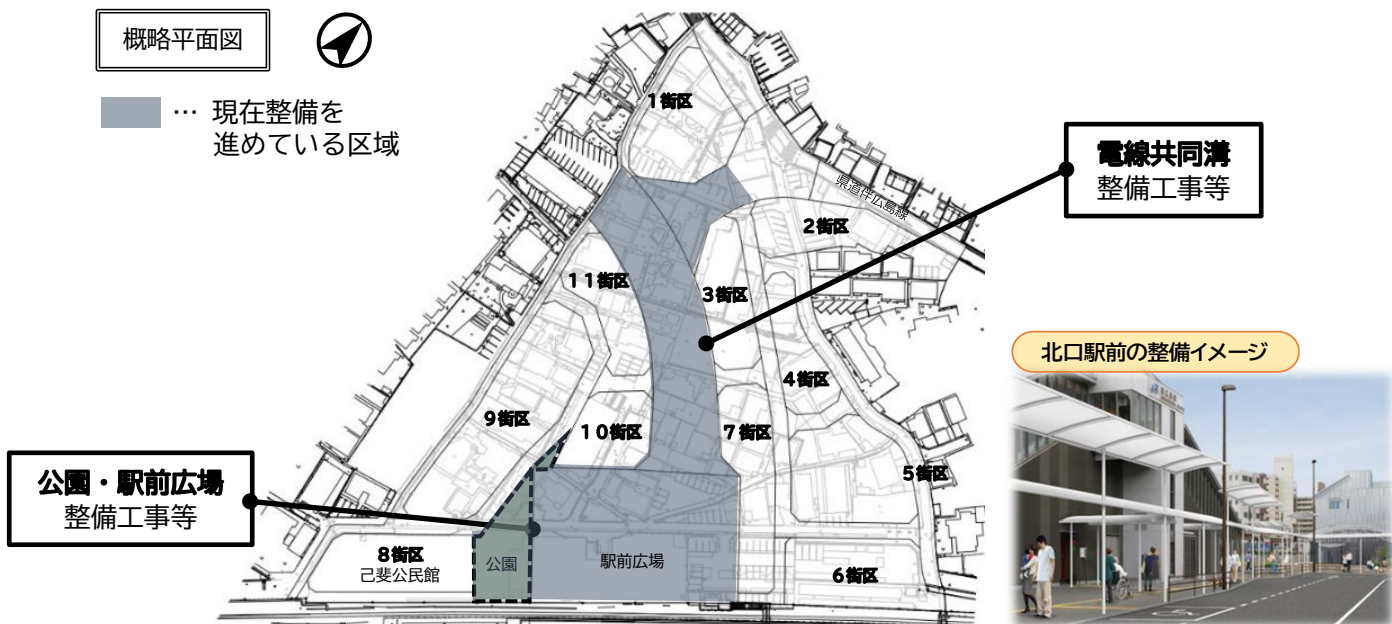 概略平面図
… 現在整備を
進めている区域
1街区
県道伴広島線
2街区
電線共同溝
整備工事等
11街区
3街区
北口駅前の整備イメージ
4街区
9街区
10街区
7街区
5街区
公園・駅前広場
整備工事等
8街区
己斐公民館
公園
駅前広場
6街区